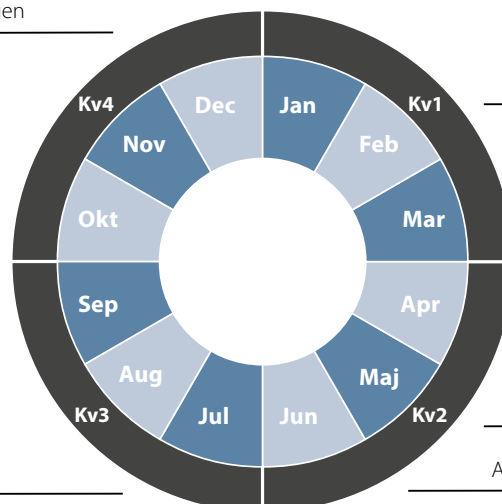 en
Kv4
Dec
Jan
Kv1
Nov
Feb
Okt
Mar
Sep
Apr
Aug
Maj
Kv3
Jul
Jun
Kv2
A